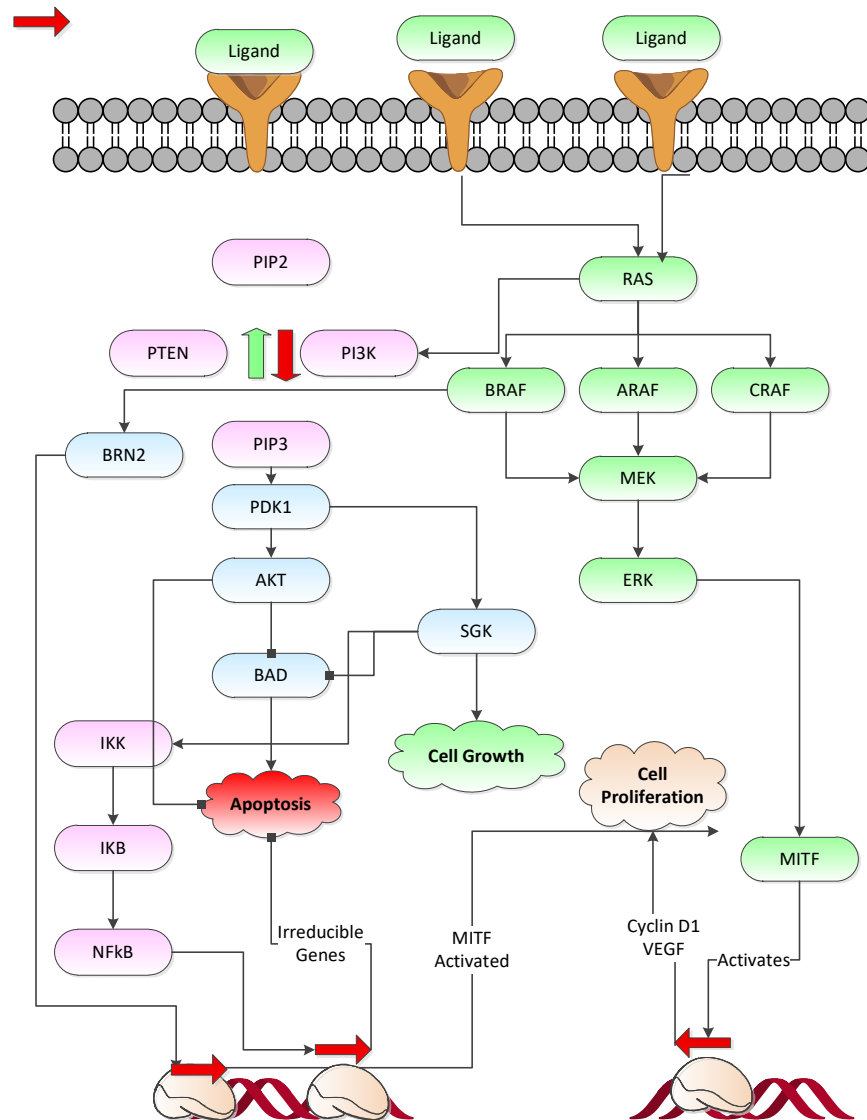 Ligand
Ligand
Ligand
PIP2
RAS
PTEN
PI3K
BRAF
ARAF
CRAF
BRN2
PIP3
MEK
PDK1
AKT
ERK
SGK
BAD
IKK
Cell Growth
Cell
Proliferation
Apoptosis
IKB
MITF
NFkB
Irreducible
Genes
MITF
Activated
Cyclin D1
VEGF
Activates